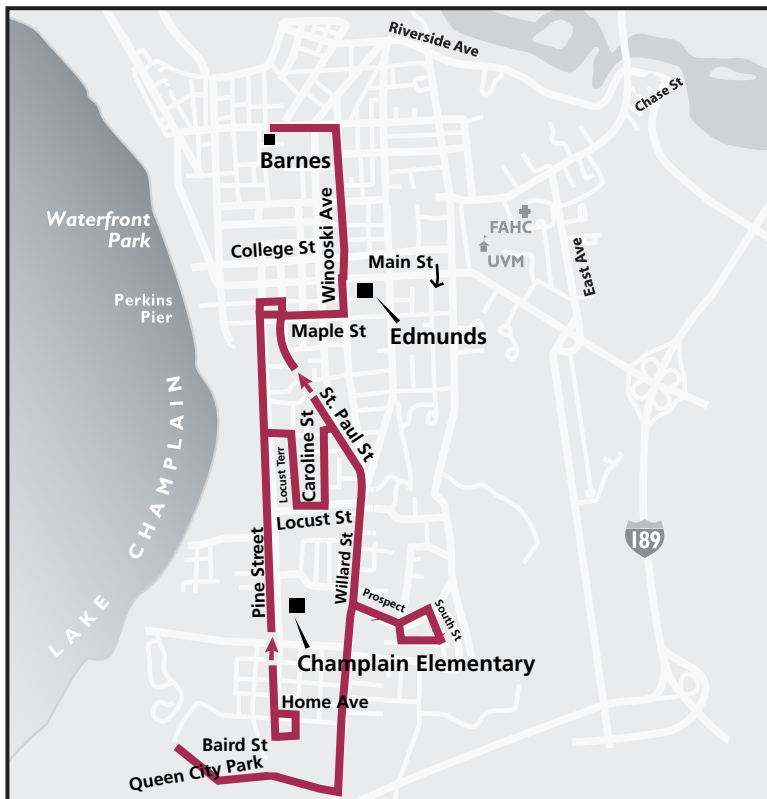 Riverside Ave
Chase St
Barnes
Waterfront
Park
Winooski Ave
College St
FAHC
UVM
Main St
East Ave
Perkins
Pier
Maple St
Edmunds
LAKE CHAMPLAIN
St. Paul St
Caroline St
Locust Terr
Locust St
189
Pine Street
Willard St
Prospect
South St
Champlain Elementary
Home Ave
Baird St
Queen City Park